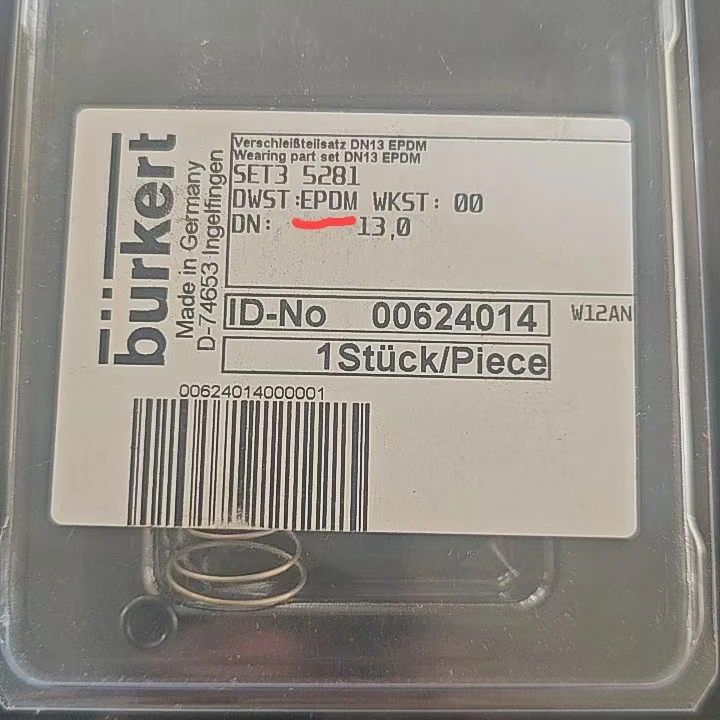 bürkert
Made in Germany
D-74653 Ingelfingen
Verschleißteilsatz DN13 EPDM
Wearing part set DN13 EPDM
SET3 5281
DWST:EPDM WKST: 00
DN: 13,0
ID-No 00624014
W12AN
1Stück/Piece
00624014000001